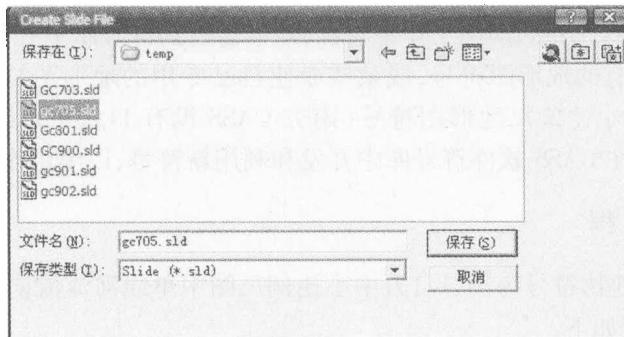 Create Slide File
保存在(I):
temp
GC703.sld
gc705.sld
Gc801.sld
GC900.sld
gc901.sld
gc902.sld
文件名(N):
gc705.sld
保存(S)
保存类型(T):
Slide (*.sld)
取消